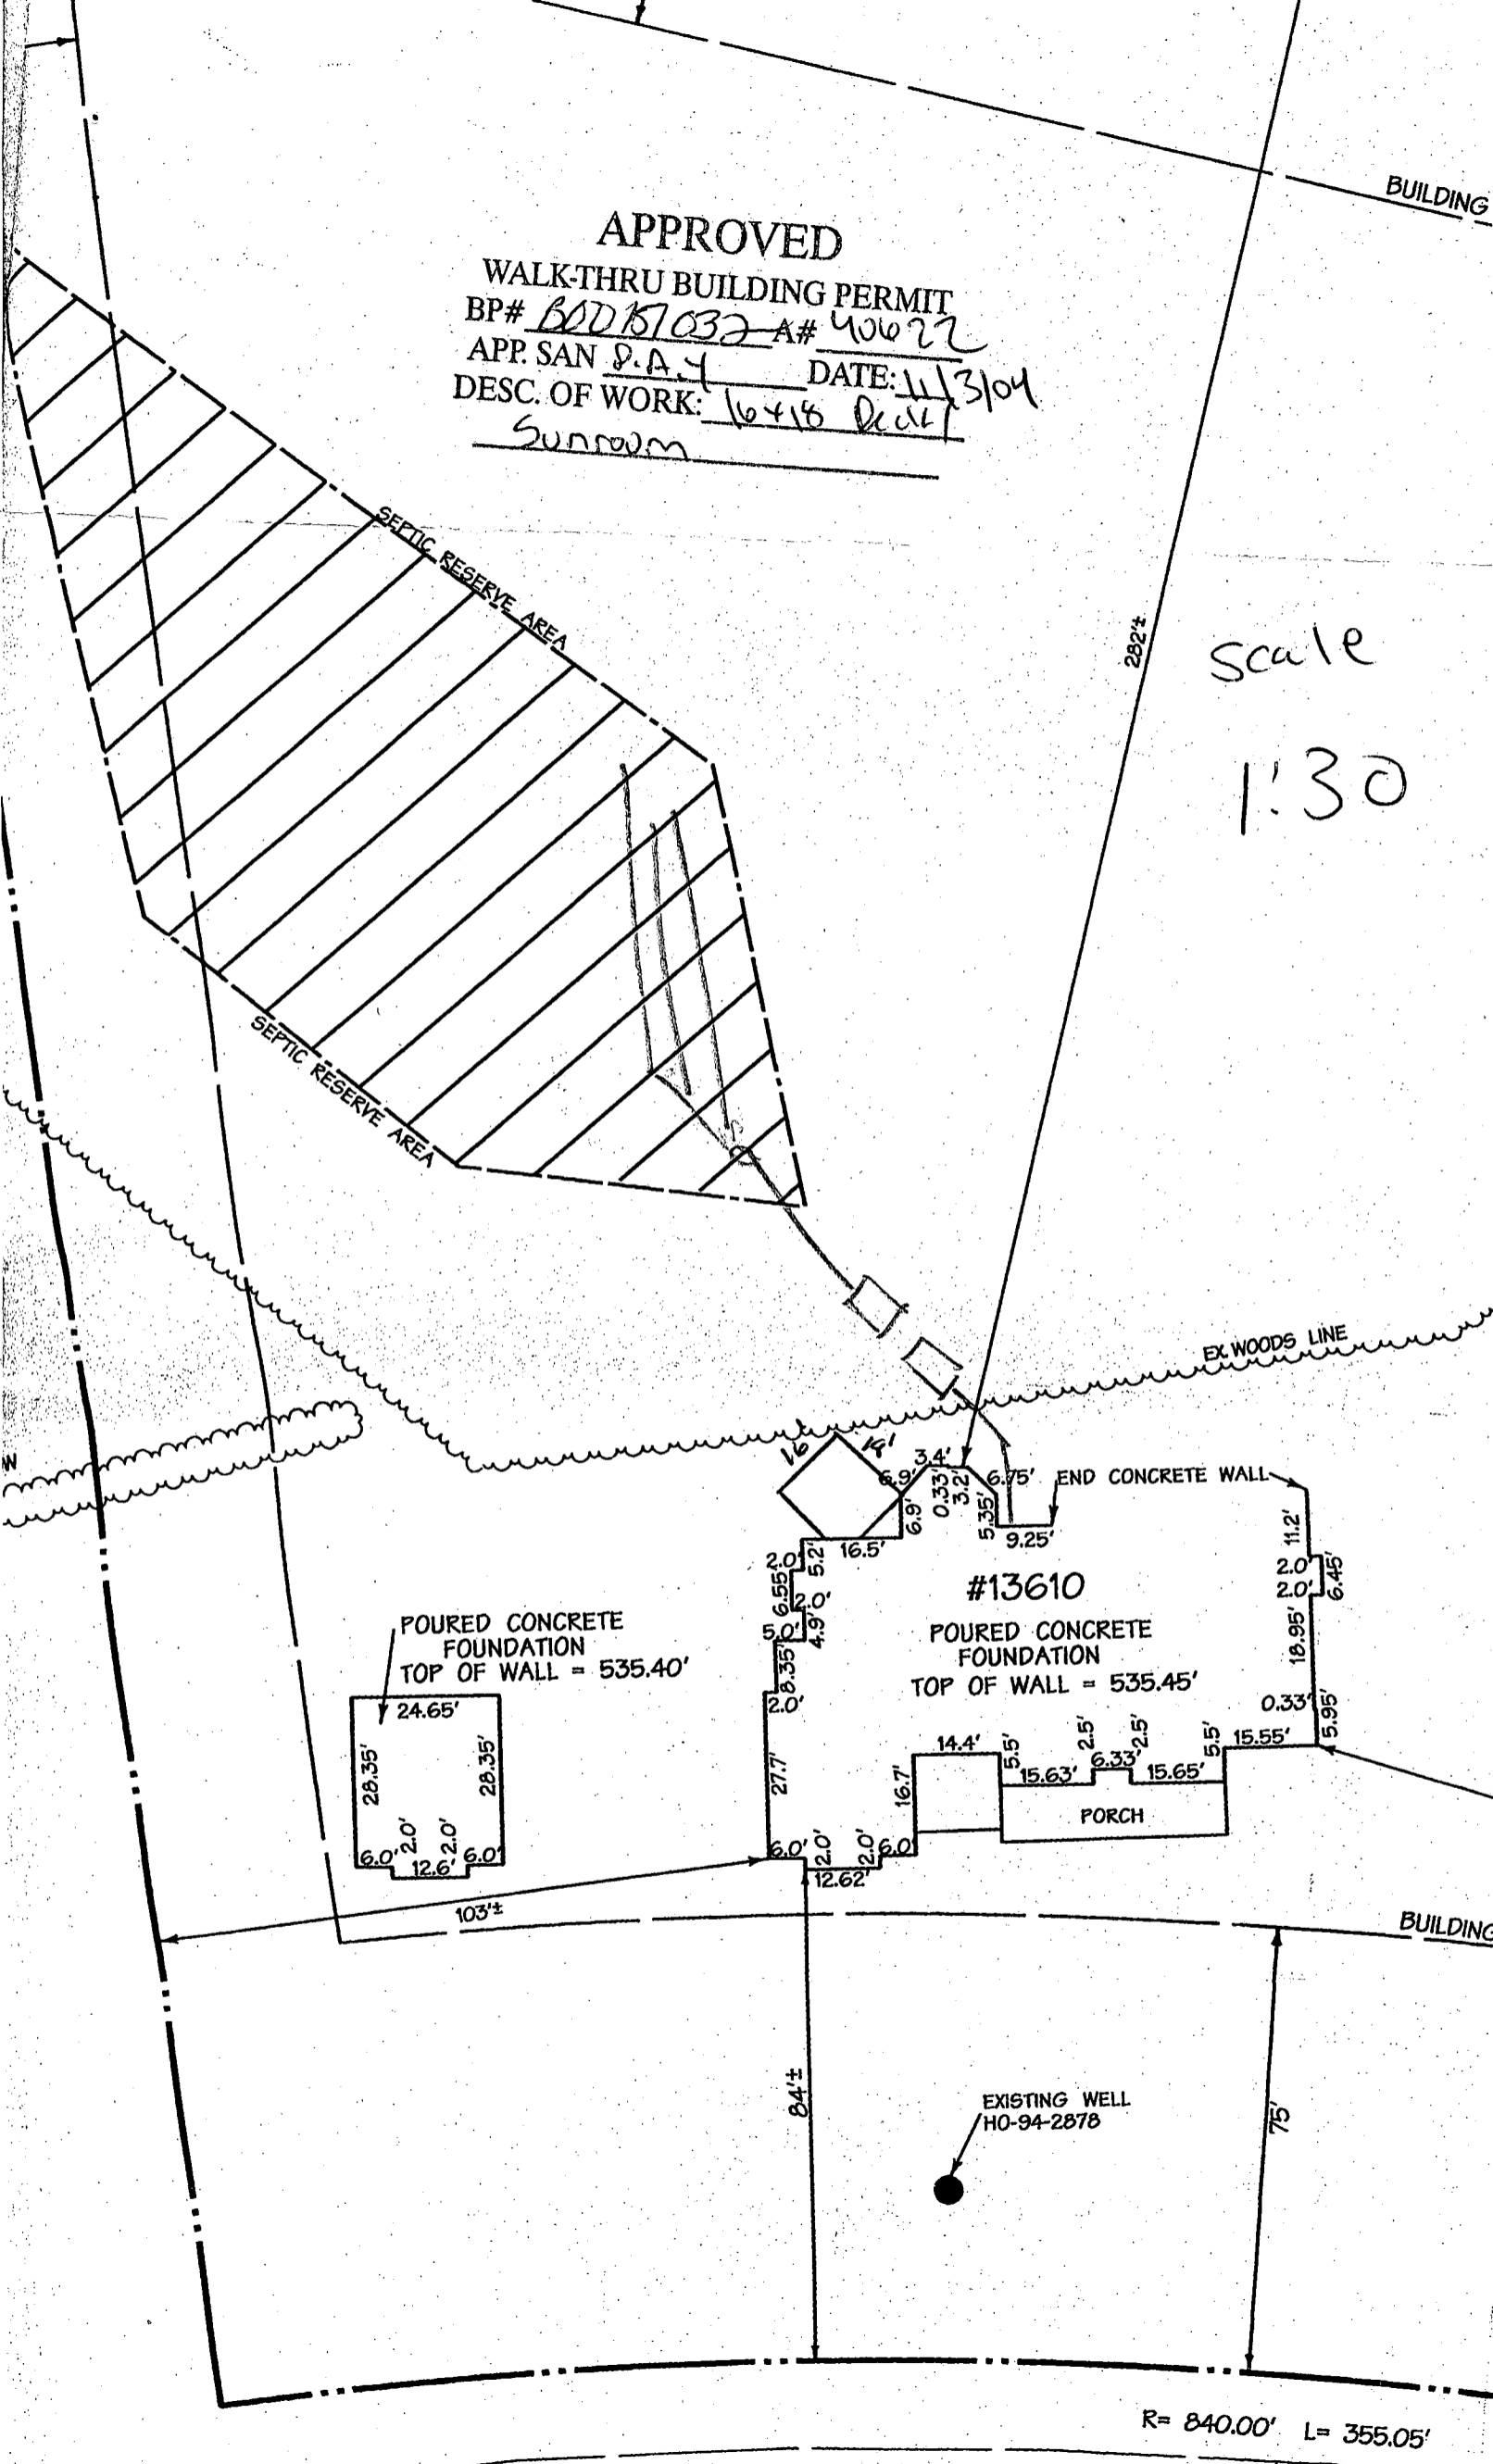 BUILDING
APPROVED
WALK-THRU BUILDING PERMIT
BP# B00151032 A# 40622
APP. SAN P.A.Y DATE: 11/3/04
DESC. OF WORK: 16x18 Deck/
Sunroom
SEPTIC RESERVE AREA
282'±
scale
1:30
SEPTIC RESERVE AREA
EX. WOODS LINE
W
16 18'
3.4'
6.9' 0.33' 3.2' 6.75' END CONCRETE WALL
6.9' 5.35' 11.2'
16.5' 9.25'
2.0' 5.2' 2.0'
6.55' 2.0' #13610 2.0' 6.45'
5.0' 4.9'
POURED CONCRETE
FOUNDATION
TOP OF WALL = 535.40'
POURED CONCRETE
FOUNDATION
TOP OF WALL = 535.45'
8.35' 18.95'
2.0' 0.33' 5.95'
24.65'
28.35' 28.35'
27.7' 14.4' 5.5' 2.5' 2.5' 5.5' 15.55'
16.7' 15.63' 6.33' 15.65'
PORCH
6.0' 2.0' 2.0' 6.0'
12.6'
6.0' 2.0' 2.0' 6.0'
12.62'
103'±
BUILDING
84'±
75'
EXISTING WELL
HO-94-2878
R= 840.00' L= 355.05'